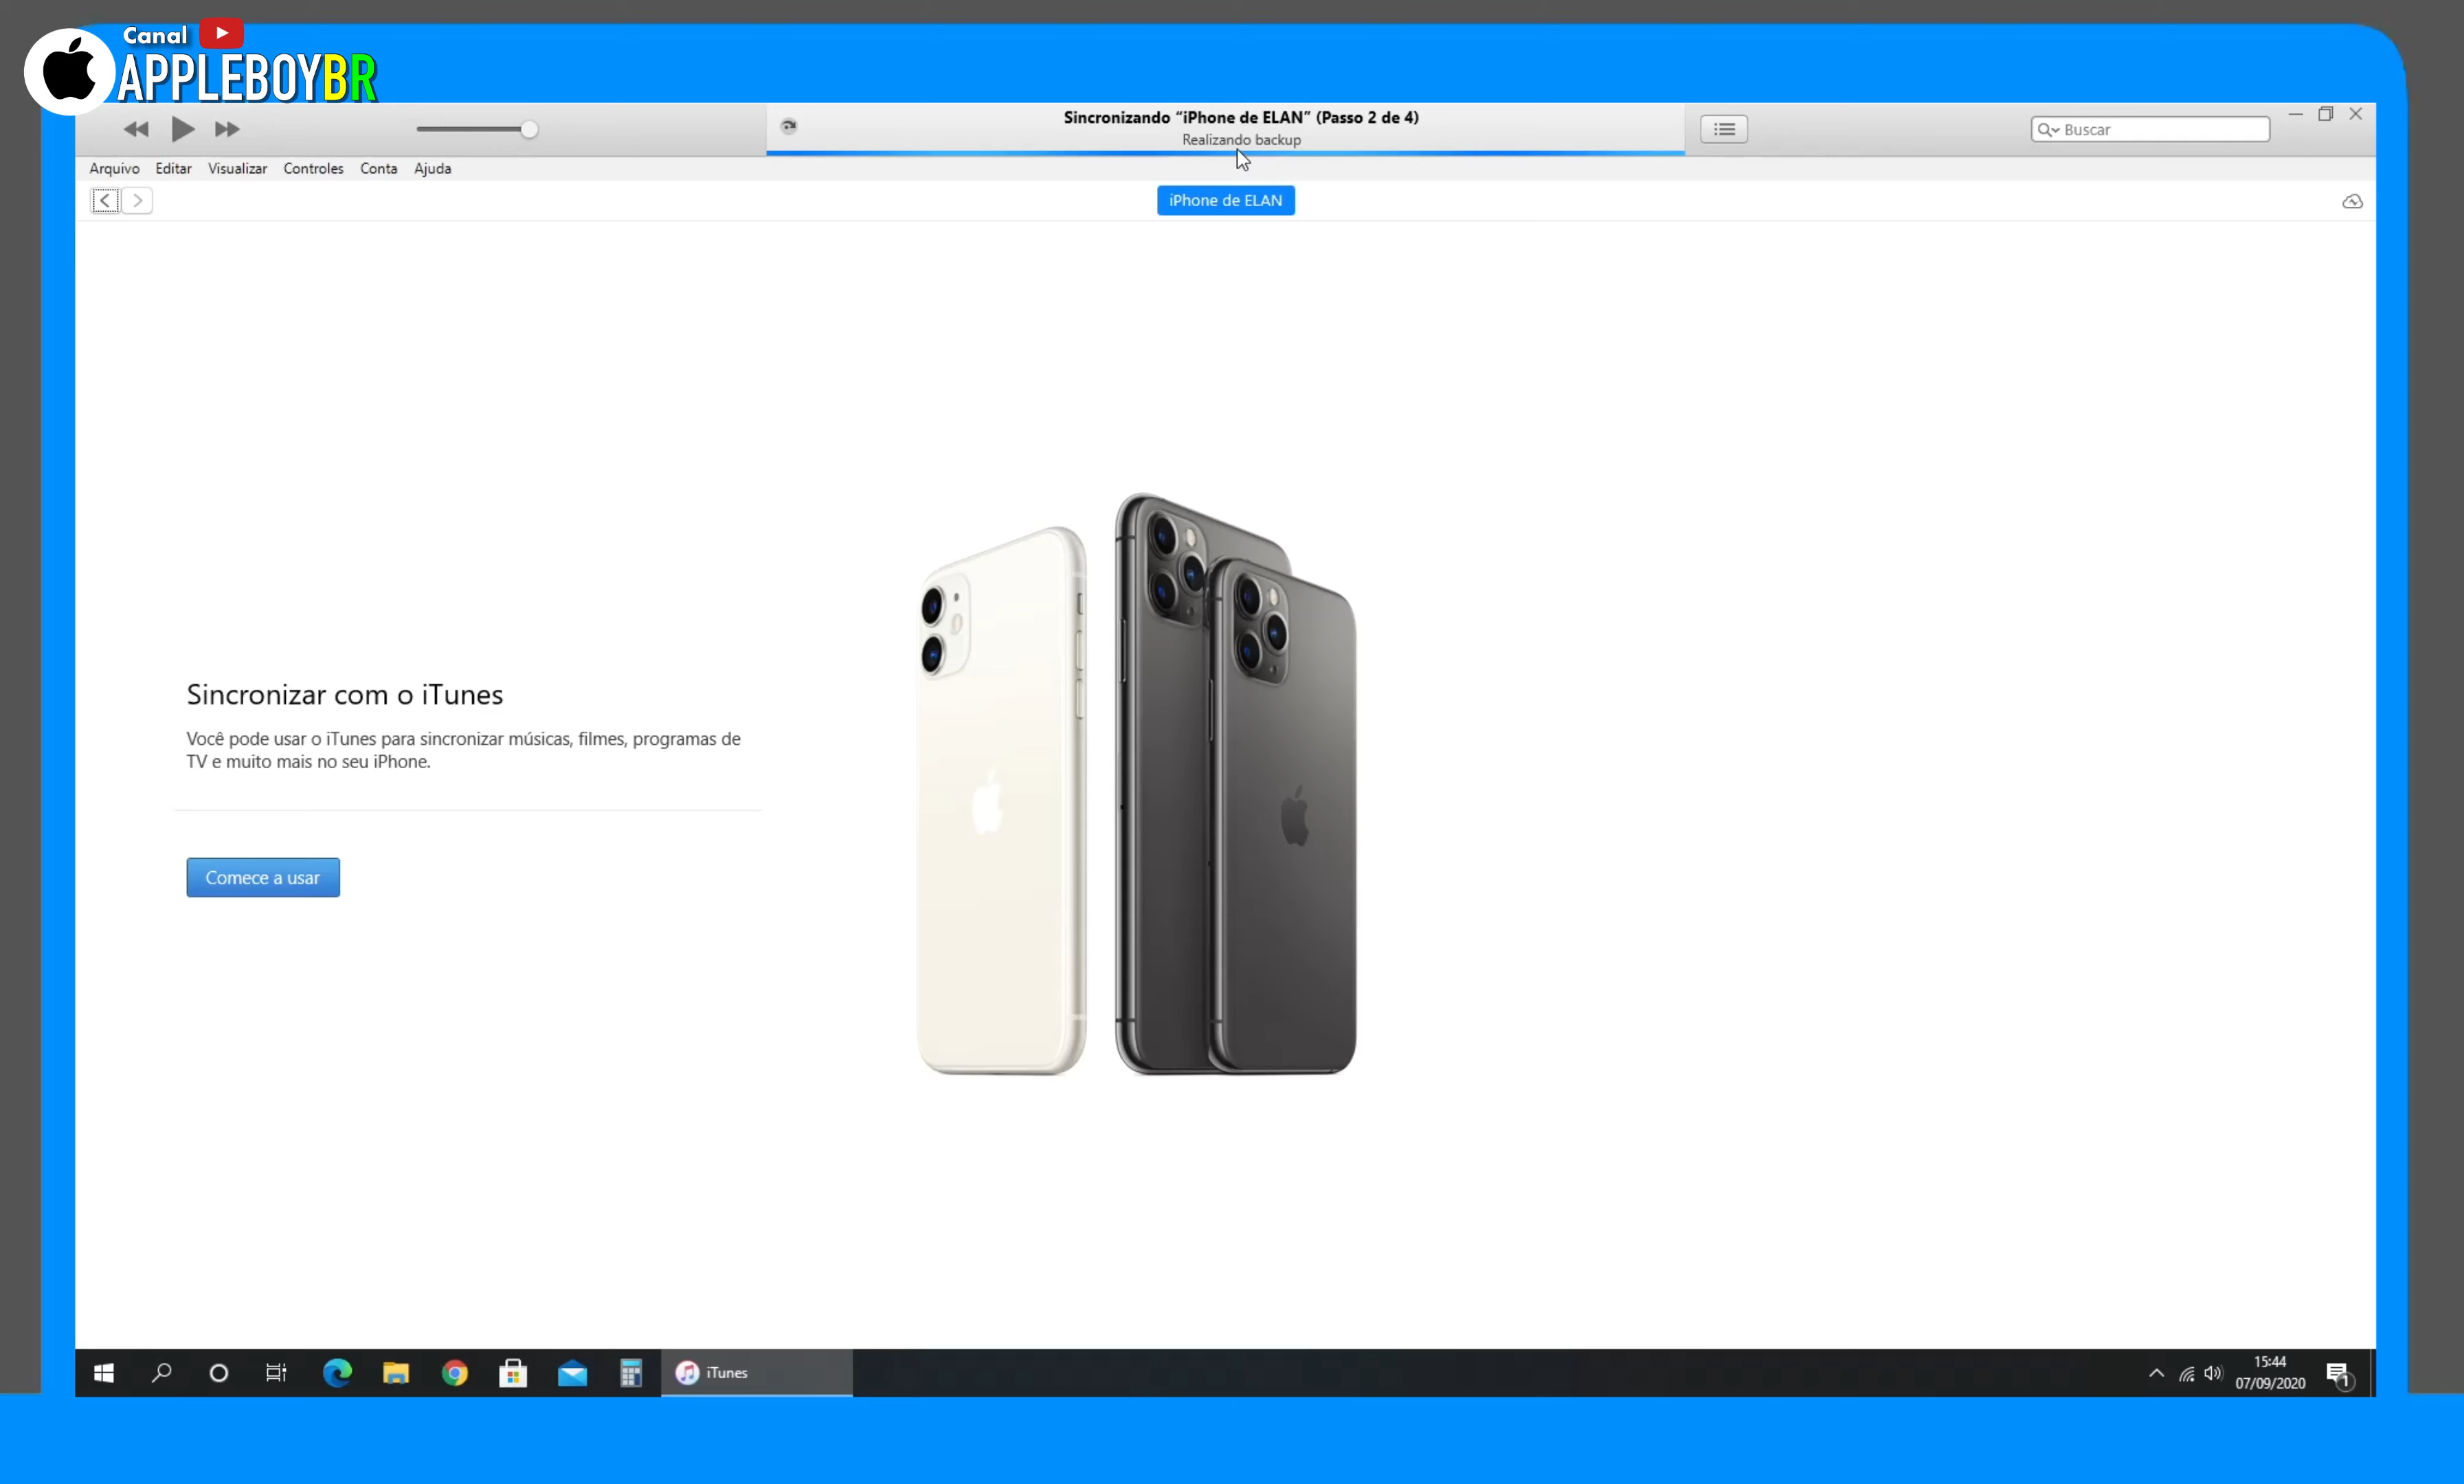 Canal
APPLEBOYBR
Sincronizando “iPhone de ELAN” (Passo 2 de 4)
Realizando backup
Buscar
Arquivo Editar Visualizar Controles Conta Ajuda
iPhone de ELAN
Sincronizar com o iTunes
Você pode usar o iTunes para sincronizar músicas, filmes, programas de
TV e muito mais no seu iPhone.
Comece a usar
iTunes
15:44
07/09/2020
1